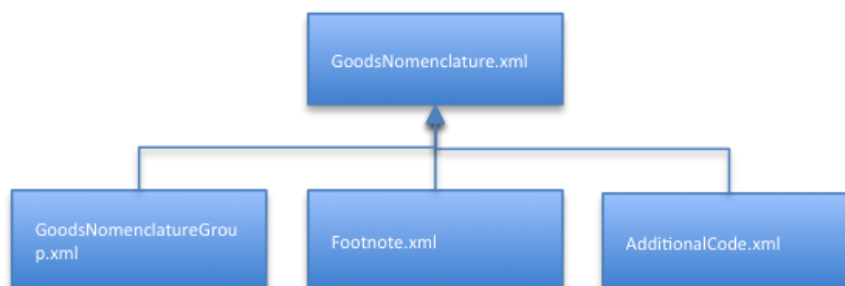 GoodsNomenclature.xml
GoodsNomenclatureGrou
p.xml
Footnote.xml
AdditionalCode.xml